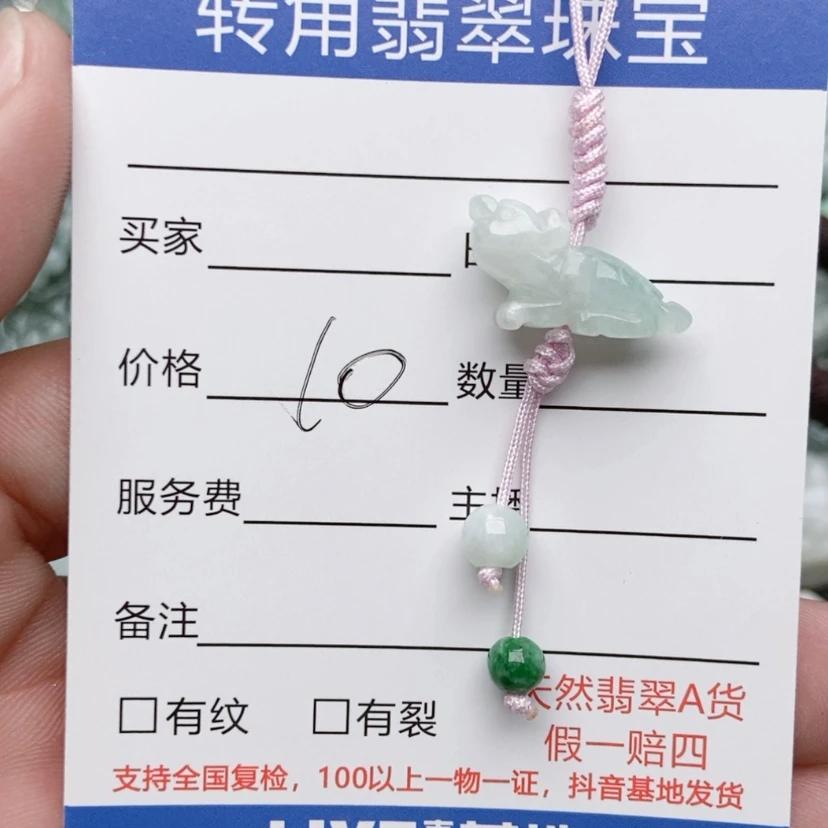 转用翡翠珠宝
买家
价格 10 数量
服务费 主播
备注
□有纹 □有裂
天然翡翠A货
假一赔四
支持全国复检，100以上一物一证，抖音基地发货